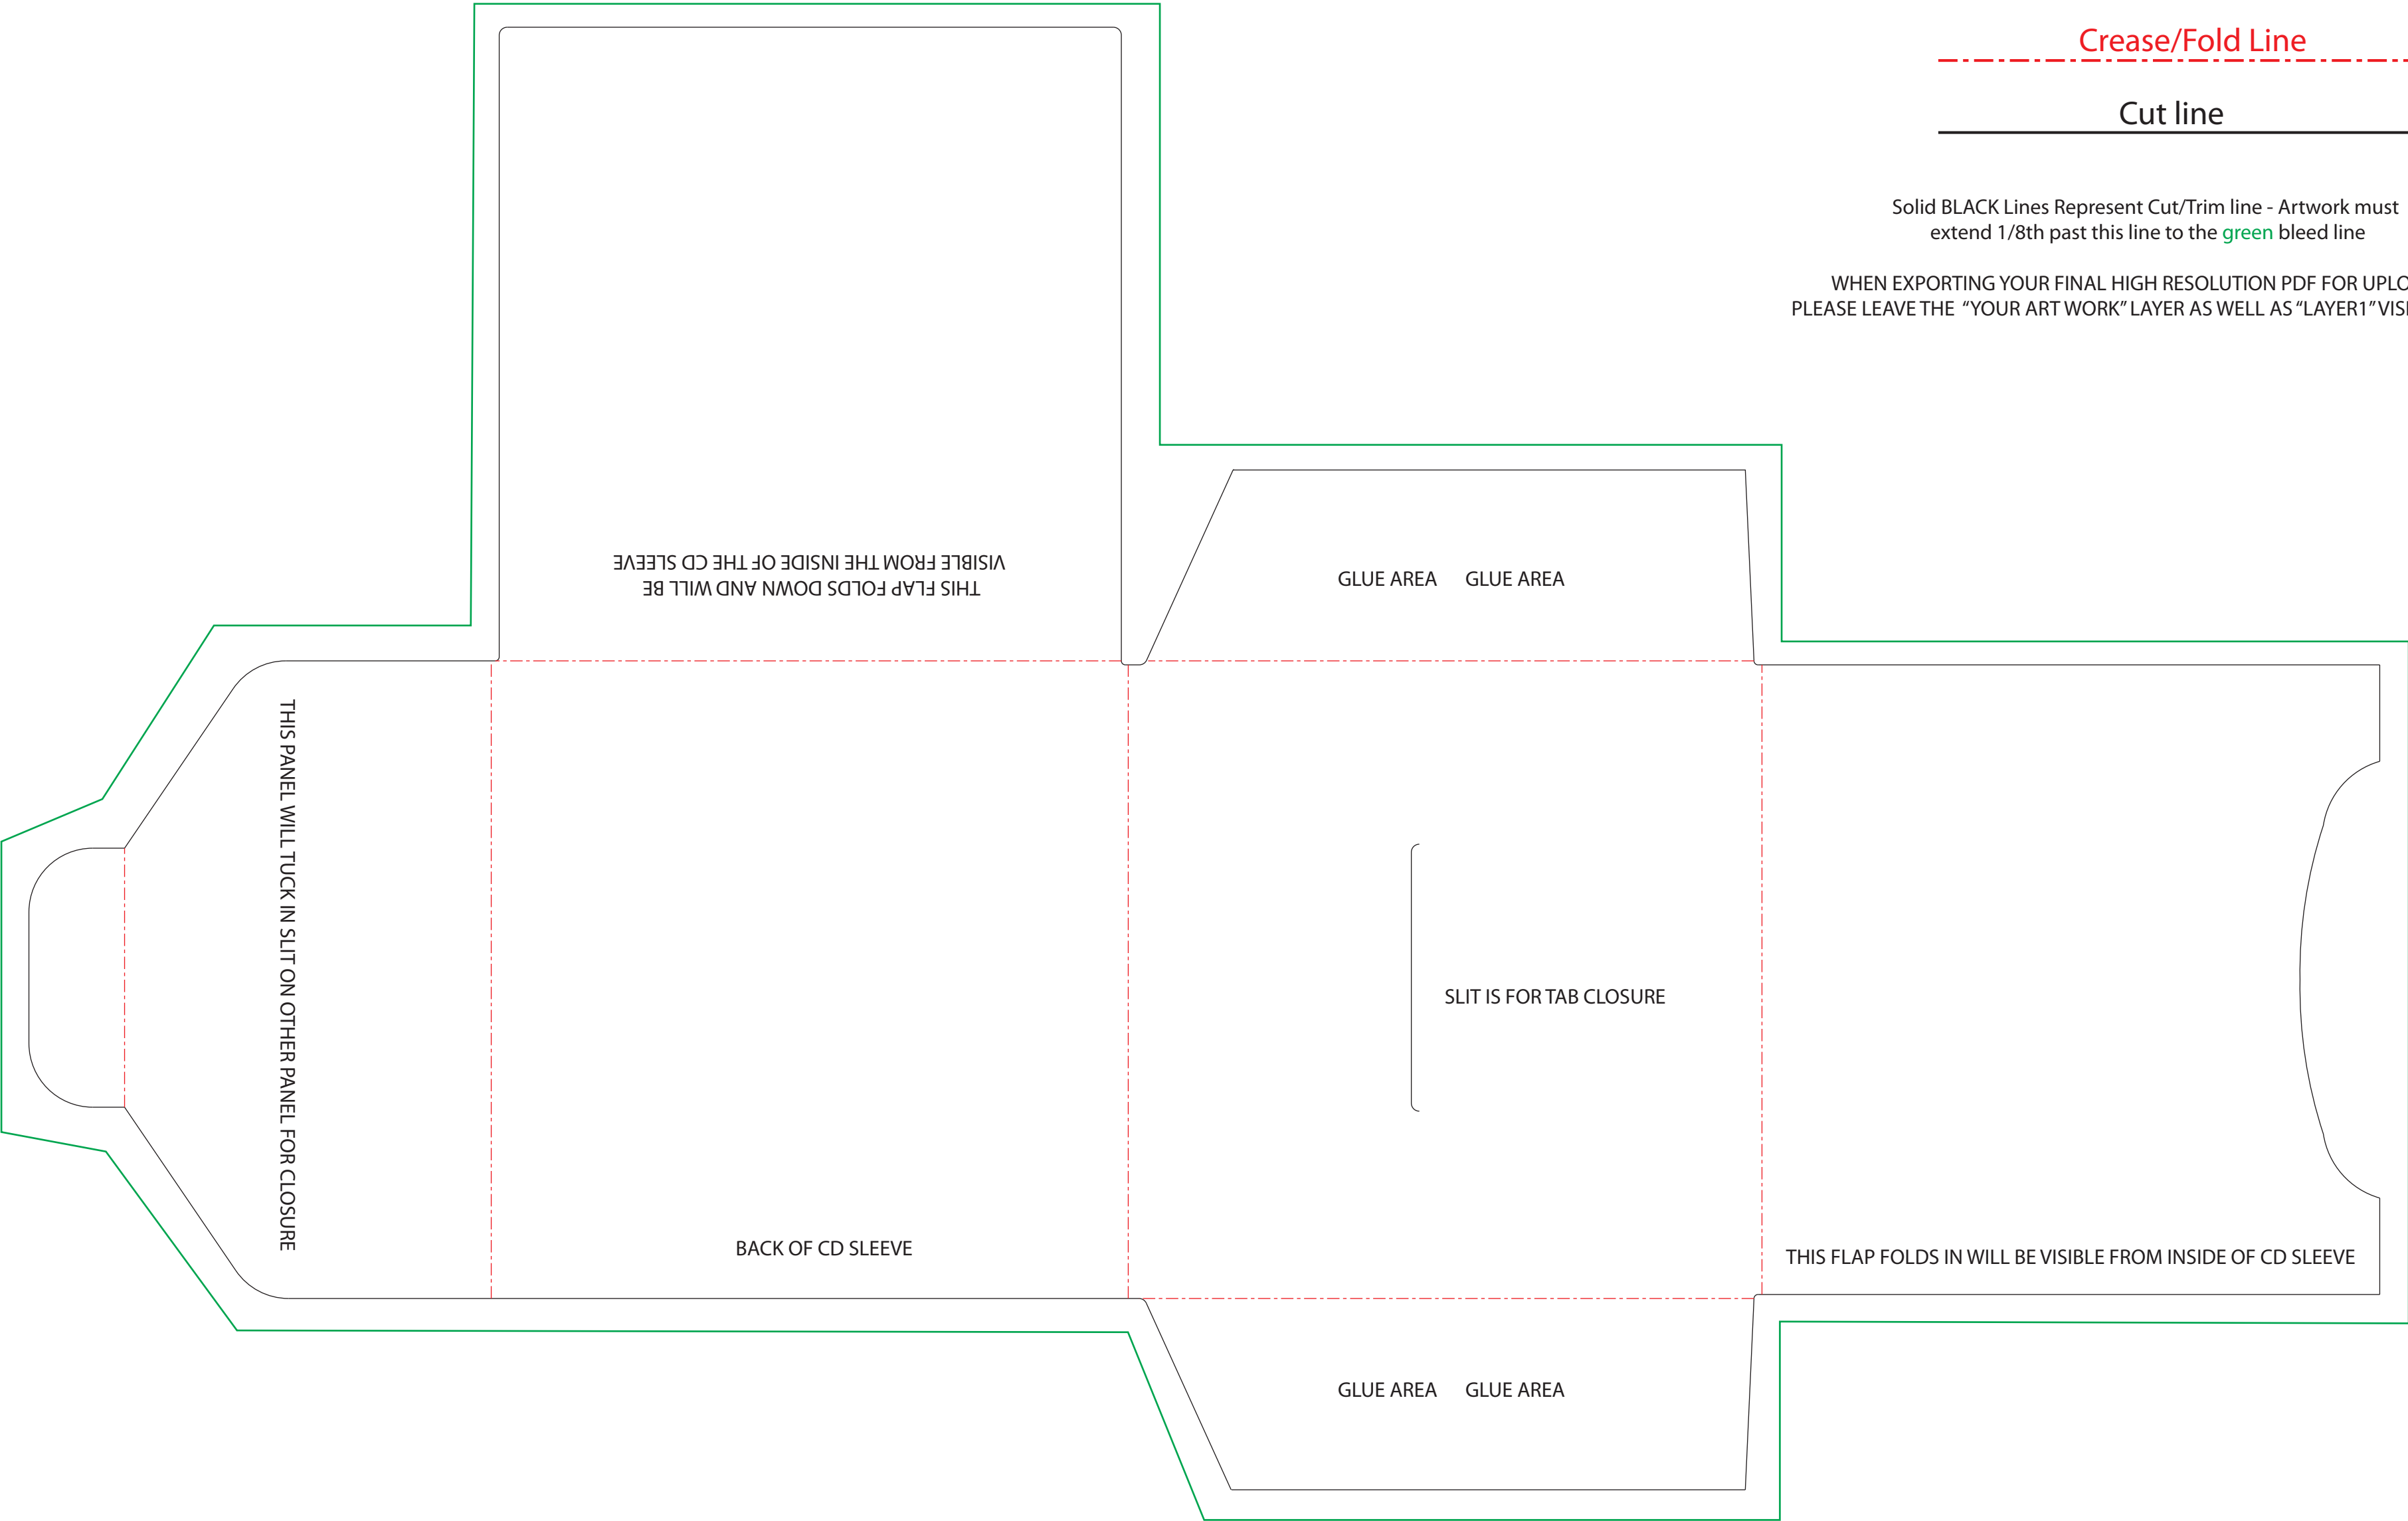 Crease/Fold Line
Cut line
Solid BLACK Lines Represent Cut/Trim line - Artwork must
extend 1/8th past this line to the green bleed line
WHEN EXPORTING YOUR FINAL HIGH RESOLUTION PDF FOR
PLEASE LEAVE THE "YOUR ART WORK" LAYER AS WELL AS "LAYER1"
THIS FLAP FOLDS DOWN AND WILL BE
VISIBLE FROM THE INSIDE OF THE CD SLEEVE
GLUE AREA GLUE AREA
THIS PANEL WILL TUCK IN SLIT ON OTHER PANEL FOR CLOSURE
SLIT IS FOR TAB CLOSURE
BACK OF CD SLEEVE
THIS FLAP FOLDS IN WILL BE VISIBLE FROM INSIDE OF CD SLEEVE
GLUE AREA GLUE AREA